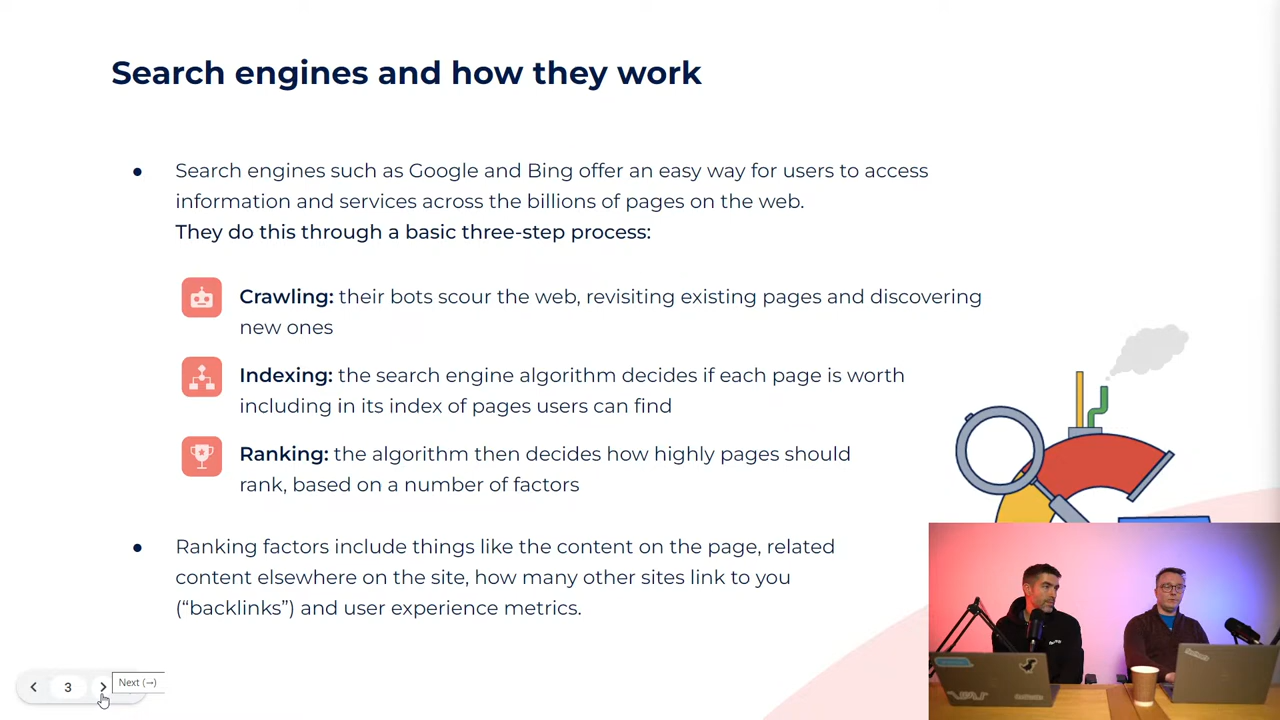 Search engines and how they work
● Search engines such as Google and Bing offer an easy way for users to access
information and services across the billions of pages on the web.
They do this through a basic three-step process:
Crawling: their bots scour the web, revisiting existing pages and discovering
new ones
Indexing: the search engine algorithm decides if each page is worth
including in its index of pages users can find
Ranking: the algorithm then decides how highly pages should
rank, based on a number of factors
● Ranking factors include things like the content on the page, related
content elsewhere on the site, how many other sites link to you
(“backlinks”) and user experience metrics.
3
Next (→)